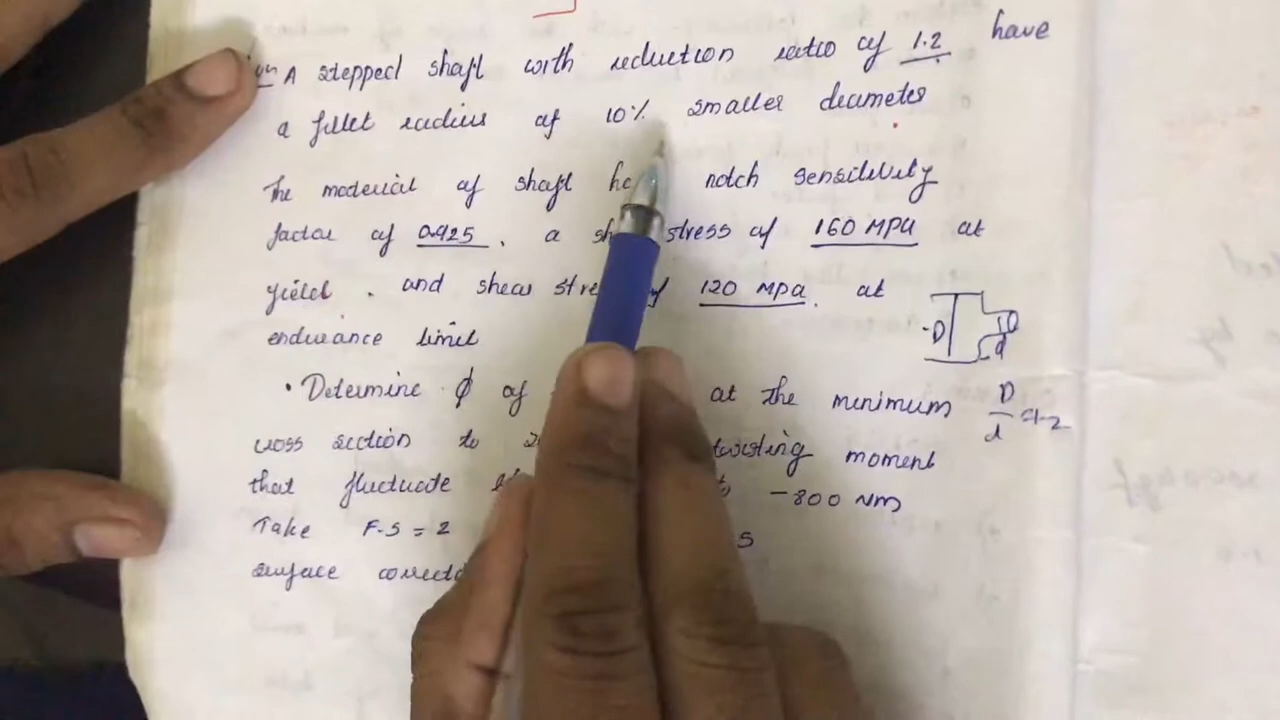 A stepped shaft with reduction ratio of 1.2 have
a fillet radius of 10% smaller diameter
The material of shaft notch sensitivity
factor of 0.925, a stress of 160 MPa at
yield, and shear of 120 MPa, at
endurance limit
D d
• Determine ϕ of at the minimum
D/d = 1.2
cross section to twisting moment
that fluctuate -800 Nm
Take F.S = 2
surface